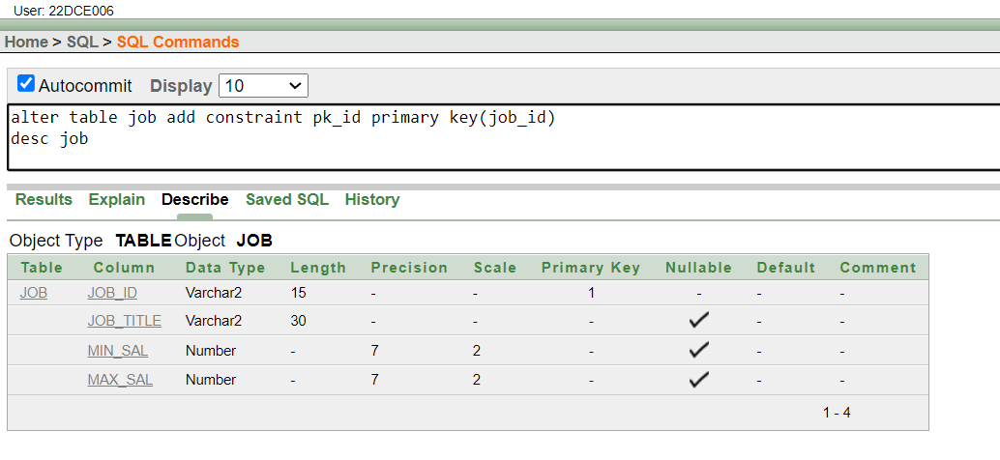 User: 22DCE006
Home > SQL > SQL Commands
Autocommit Display 10
alter table job add constraint pk_id primary key(job_id)
desc job
Results Explain Describe Saved SQL History
Object Type TABLE Object JOB
Table Column Data Type Length Precision Scale Primary Key Nullable Default Comment
JOB JOB_ID Varchar2 15 - - 1 - - -
JOB_TITLE Varchar2 30 - - - ✓ - -
MIN_SAL Number - 7 2 - ✓ - -
MAX_SAL Number - 7 2 - ✓ - -
1 - 4